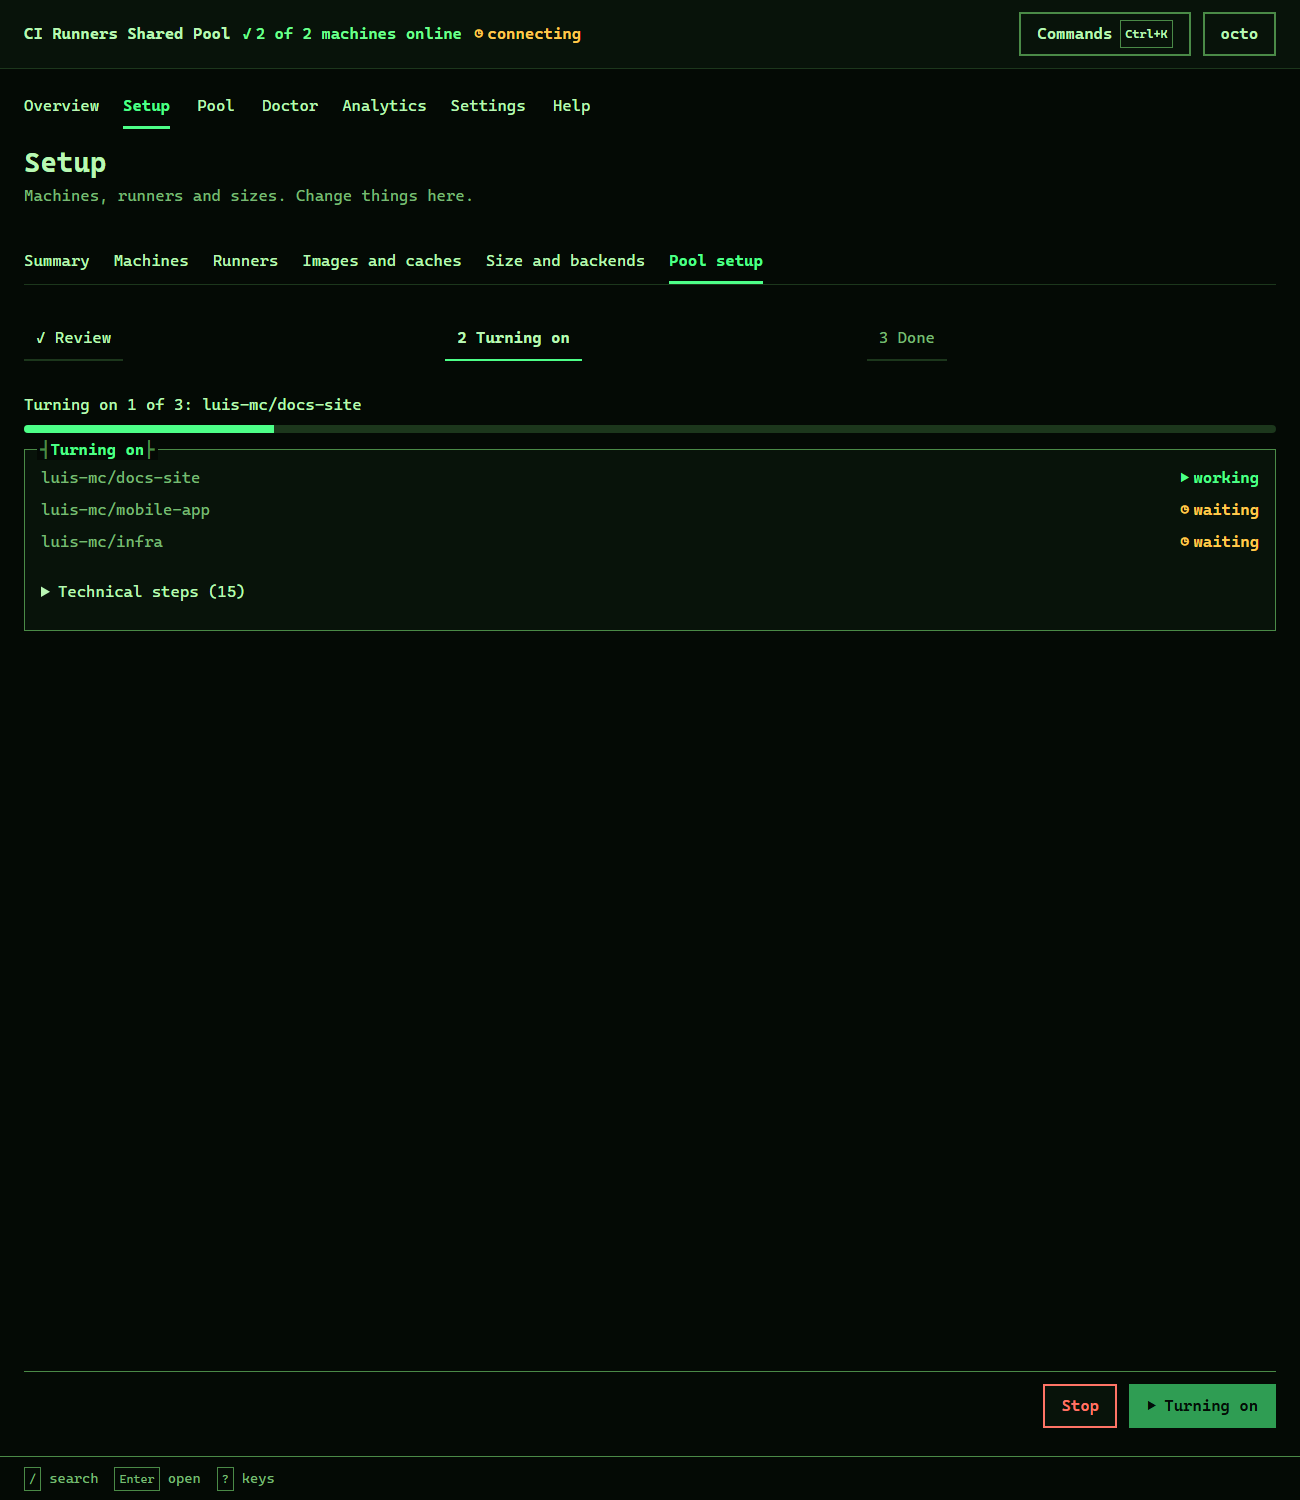 CI Runners Shared Pool ✓ 2 of 2 machines online connecting Commands Ctrl+K octo
Overview Setup Pool Doctor Analytics Settings Help
Setup
Machines, runners and sizes. Change things here.
Summary Machines Runners Images and caches Size and backends Pool setup
✓ Review 2 Turning on 3 Done
Turning on 1 of 3: luis-mc/docs-site
Turning on
luis-mc/docs-site ▶ working
luis-mc/mobile-app waiting
luis-mc/infra waiting
▶ Technical steps (15)
Stop ▶ Turning on
/ search Enter open ? keys